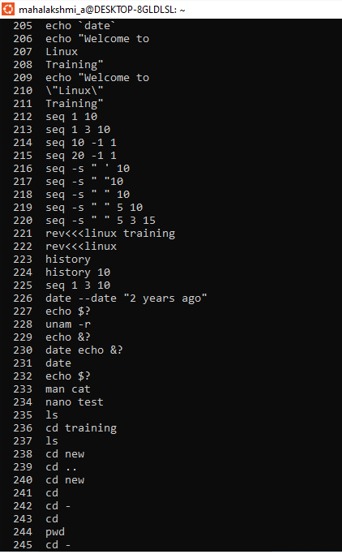 mahalakshmi_a@DESKTOP-8GLDLSL: ~
205 echo `date`
206 echo "Welcome to
207 Linux
208 Training"
209 echo "Welcome to
210 \"Linux\"
211 Training"
212 seq 1 10
213 seq 1 3 10
214 seq 10 -1 1
215 seq 20 -1 1
216 seq -s " ' 10
217 seq -s " "10
218 seq -s " " 10
219 seq -s " " 5 10
220 seq -s " " 5 3 15
221 rev<<<linux training
222 rev<<<linux
223 history
224 history 10
225 seq 1 3 10
226 date --date "2 years ago"
227 echo $?
228 unam -r
229 echo &?
230 date echo &?
231 date
232 echo $?
233 man cat
234 nano test
235 ls
236 cd training
237 ls
238 cd new
239 cd ..
240 cd new
241 cd
242 cd -
243 cd
244 pwd
245 cd -